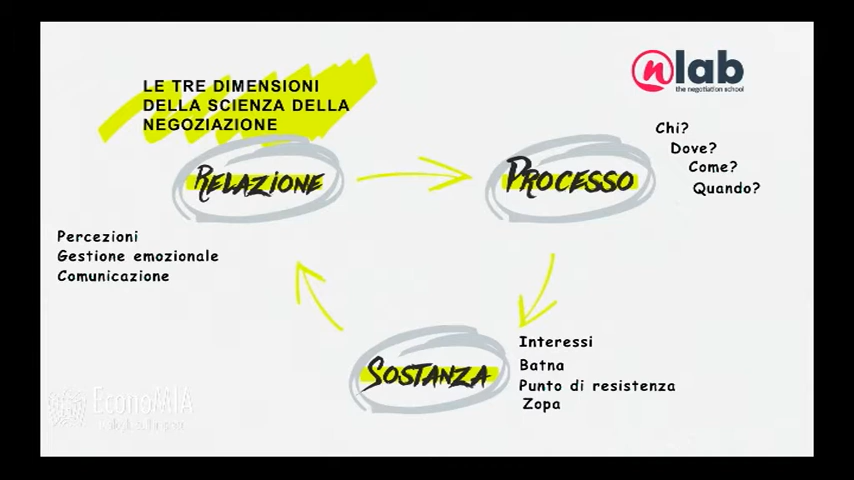 LE TRE DIMENSIONI
DELLA SCIENZA DELLA
NEGOZIAZIONE
nlab
the negotiation school
RELAZIONE
PROCESSO
Chi?
Dove?
Come?
Quando?
Percezioni
Gestione emozionale
Comunicazione
SOSTANZA
Interessi
Batna
Punto di resistenza
Zopa
EconoMIA